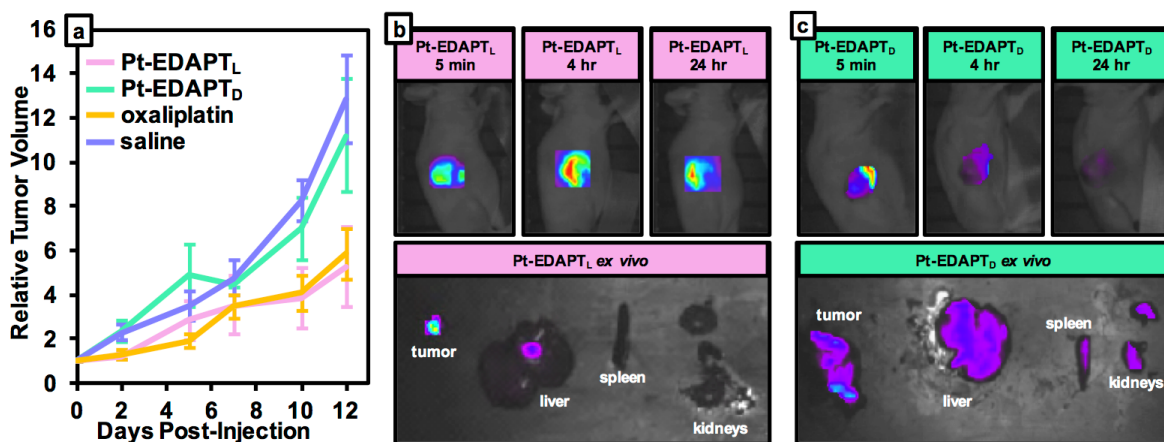 a
16
14
12
10
8
6
4
2
0
Relative Tumor Volume
Pt-EDAPTL
Pt-EDAPTD
oxaliplatin
saline
0 2 4 6 8 10 12
Days Post-Injection
b
Pt-EDAPTL
5 min
Pt-EDAPTL
4 hr
Pt-EDAPTL
24 hr
Pt-EDAPTL ex vivo
tumor
liver
spleen
kidneys
c
Pt-EDAPTD
5 min
Pt-EDAPTD
4 hr
Pt-EDAPTD
24 hr
Pt-EDAPTD ex vivo
tumor
liver
spleen
kidneys